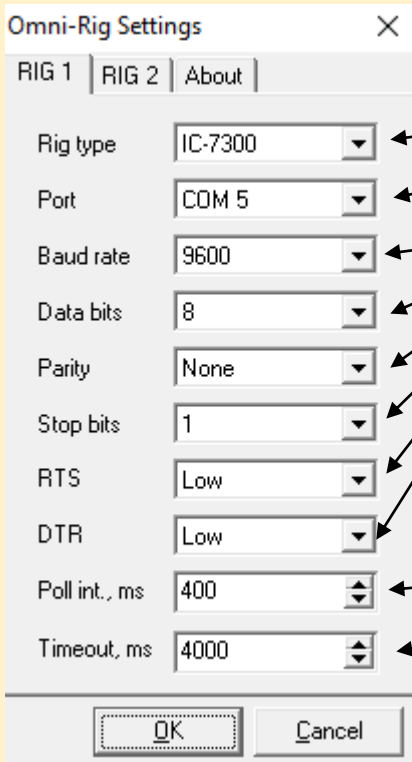 Omni-Rig Settings
RIG 1 RIG 2 About
Rig type IC-7300
Port COM 5
Baud rate 9600
Data bits 8
Parity None
Stop bits 1
RTS Low
DTR Low
Poll int., ms 400
Timeout, ms 4000
OK Cancel